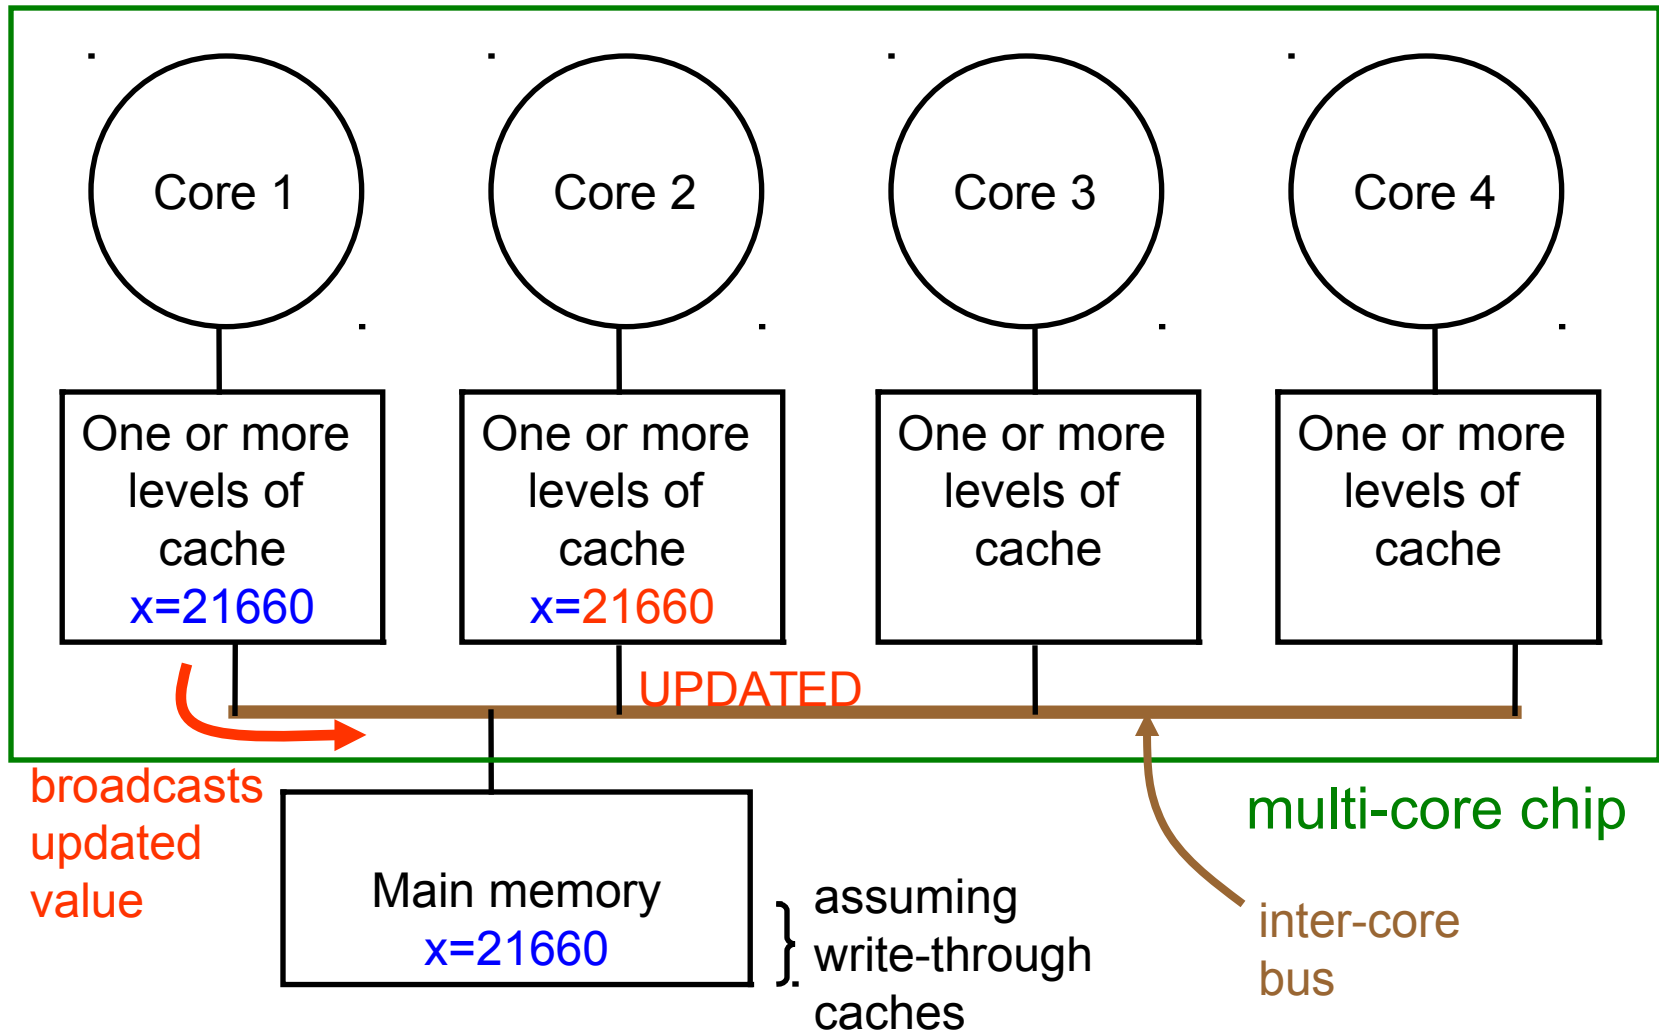 Core 1
Core 2
Core 3
Core 4
One or more
levels of
cache
x=21660
One or more
levels of
cache
x=21660
One or more
levels of
cache
One or more
levels of
cache
UPDATED
broadcasts
updated
value
multi-core chip
Main memory
x=21660
assuming
write-through
caches
inter-core
bus